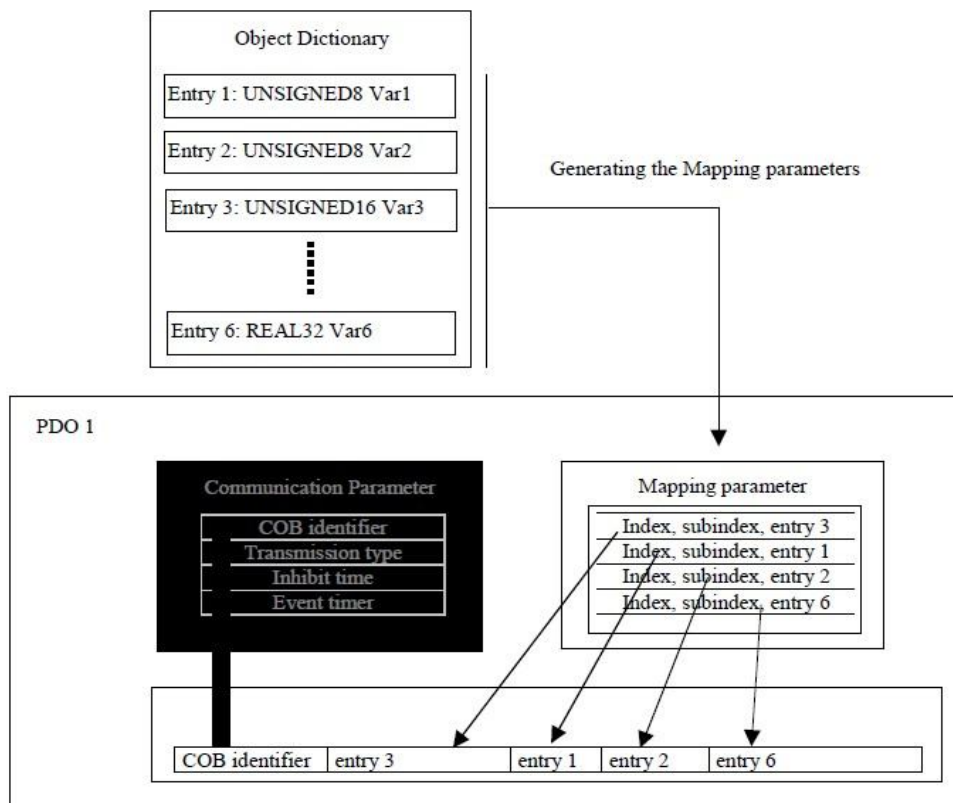 Object Dictionary
Entry 1: UNSIGNED8 Var1
Entry 2: UNSIGNED8 Var2
Entry 3: UNSIGNED16 Var3
Entry 6: REAL32 Var6
Generating the Mapping parameters
PDO 1
Communication Parameter
COB identifier
Transmission type
Inhibit time
Event timer
Mapping parameter
Index, subindex, entry 3
Index, subindex, entry 1
Index, subindex, entry 2
Index, subindex, entry 6
COB identifier entry 3 entry 1 entry 2 entry 6